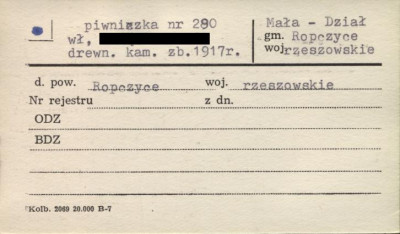 piwniczka nr 280
wł,
drewn. kam. zb.1917r.
Mała - Dział
gm. Ropczyce
woj.rzeszowskie
d. pow. Ropczyce woj. rzeszowskie
Nr rejestru z dn.
ODZ
BDZ
Kolb. 2069 20.000 B-7